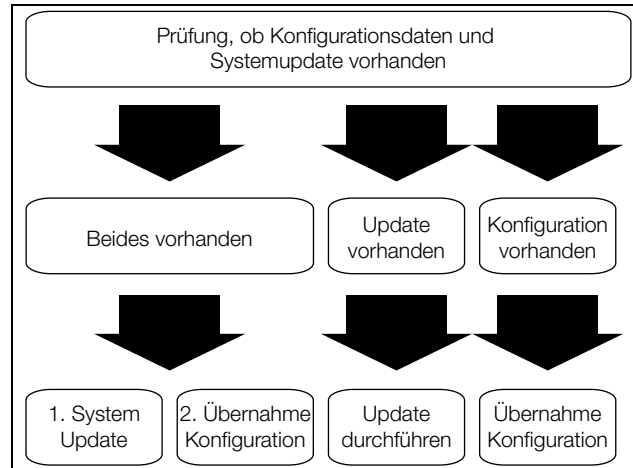 Prüfung, ob Konfigurationsdaten und
Systemupdate vorhanden
Beides vorhanden
Update
vorhanden
Konfiguration
vorhanden
1. System
Update
2. Übernahme
Konfiguration
Update
durchführen
Übernahme
Konfiguration